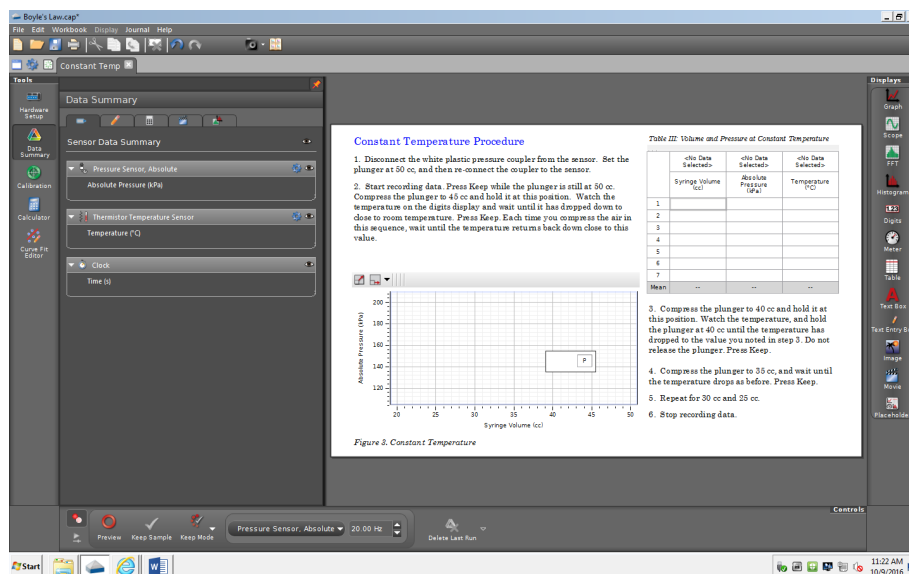 Boyle's Law.cap*
File Edit Workbook Display Journal Help
Constant Temp
Tools
Hardware
Setup
Data
Summary
Calibration
Calculator
Curve Fit
Editor
Data Summary
Sensor Data Summary
Pressure Sensor, Absolute
Absolute Pressure (kPa)
Thermistor Temperature Sensor
Temperature (°C)
Clock
Time (s)
Constant Temperature Procedure
1. Disconnect the white plastic pressure coupler from the sensor. Set the
plunger at 50 cc, and then re-connect the coupler to the sensor.
2. Start recording data. Press Keep while the plunger is still at 50 cc.
Compress the plunger to 45 cc and hold it at this position. Watch the
temperature on the digits display and wait until it has dropped down to
close to room temperature. Press Keep. Each time you compress the air in
this sequence, wait until the temperature returns back down close to this
value.
Absolute Pressure (kPa)
200
180
160
140
120
P
20 25 30 35 40 45 50
Syringe Volume (cc)
Figure 3. Constant Temperature
Table III: Volume and Pressure at Constant Temperature
<No Data Selected> <No Data Selected> <No Data Selected>
Syringe Volume (cc) Absolute Pressure (kPa) Temperature (°C)
1
2
3
4
5
6
7
Mean -- -- --
3. Compress the plunger to 40 cc and hold it at
this position. Watch the temperature, and hold
the plunger at 40 cc until the temperature has
dropped to the value you noted in step 3. Do not
release the plunger. Press Keep.
4. Compress the plunger to 35 cc, and wait until
the temperature drops as before. Press Keep.
5. Repeat for 30 cc and 25 cc.
6. Stop recording data.
Displays
Graph
Scope
FFT
Histogram
1.23
Digits
Meter
Table
Text Box
Text Entry B
Image
Movie
Placeholde
Controls
Preview Keep Sample Keep Mode Pressure Sensor, Absolute 20.00 Hz Delete Last Run
Start
11:22 AM
10/9/2016